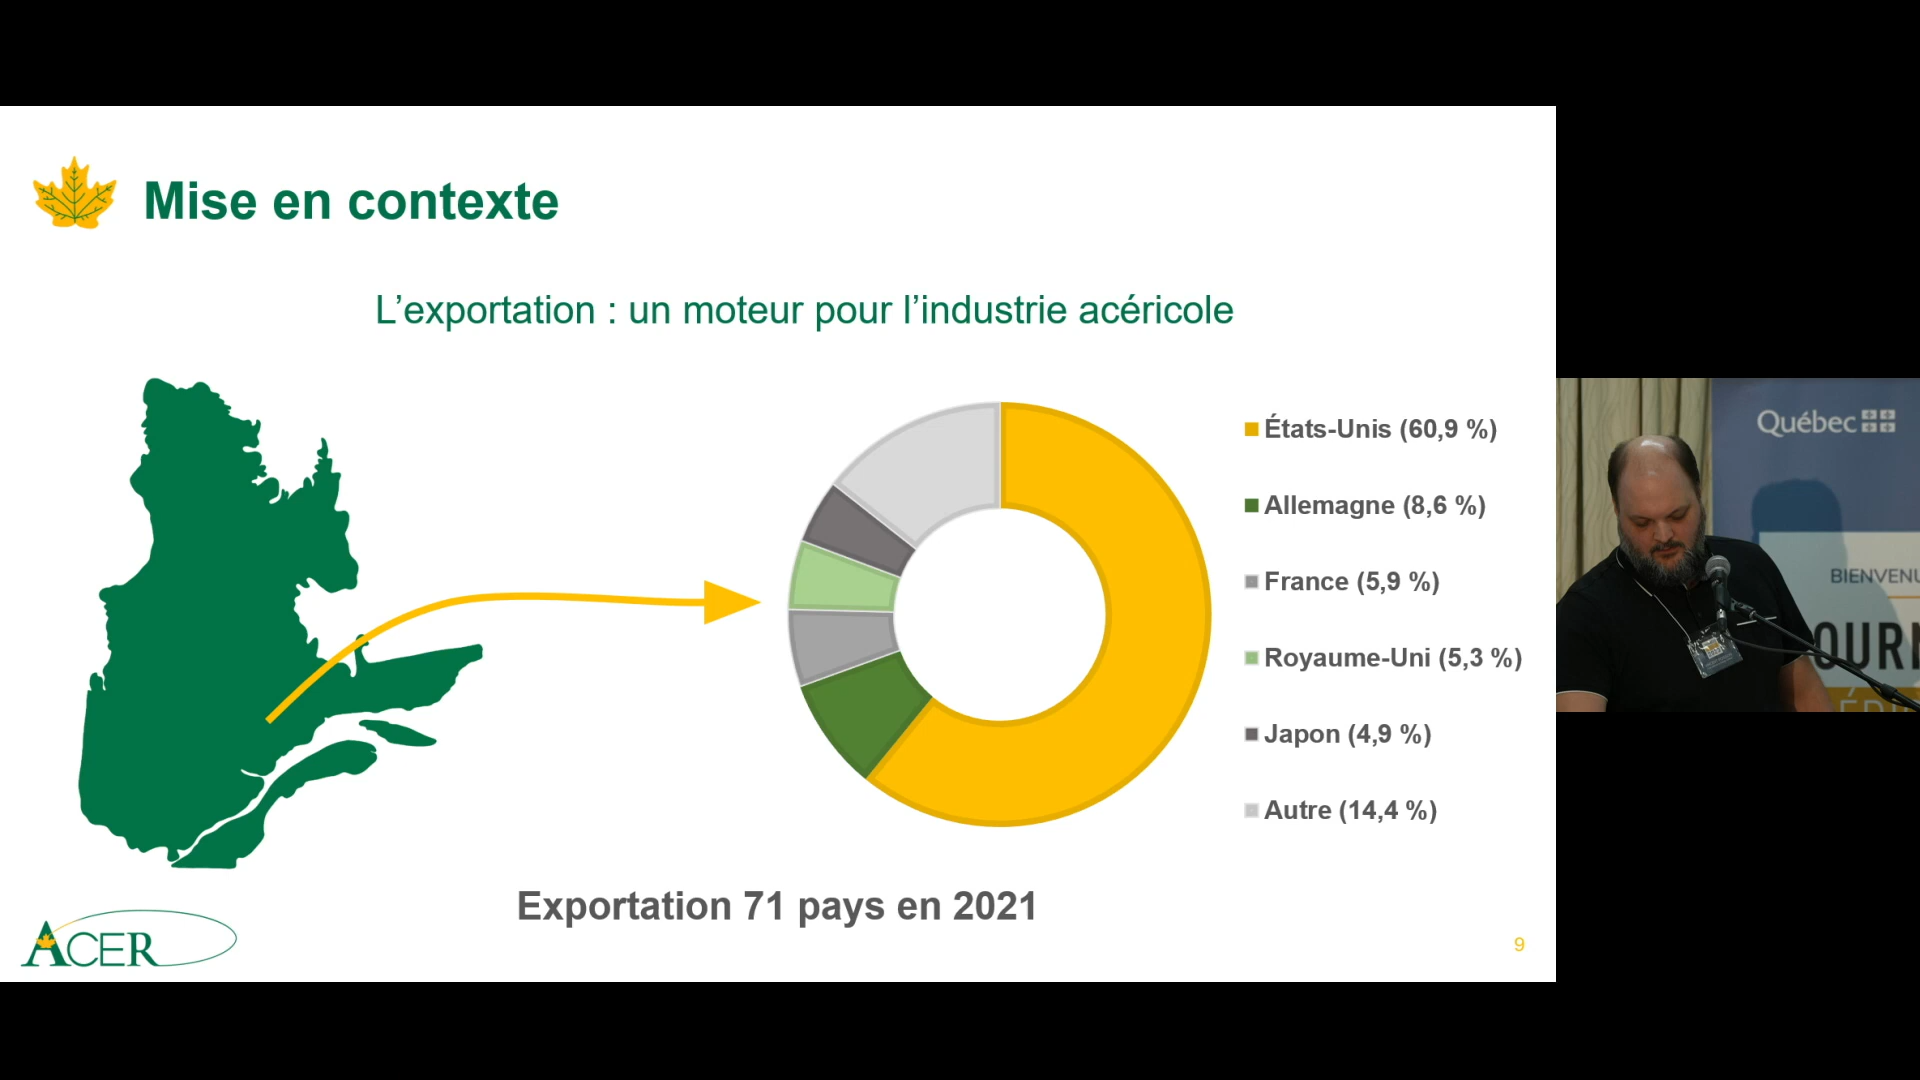 Mise en contexte
L’exportation : un moteur pour l’industrie acéricole
États-Unis (60,9 %)
Allemagne (8,6 %)
France (5,9 %)
Royaume-Uni (5,3 %)
Japon (4,9 %)
Autre (14,4 %)
Exportation 71 pays en 2021
ACER
9
Québec
BIENVENU
OURN